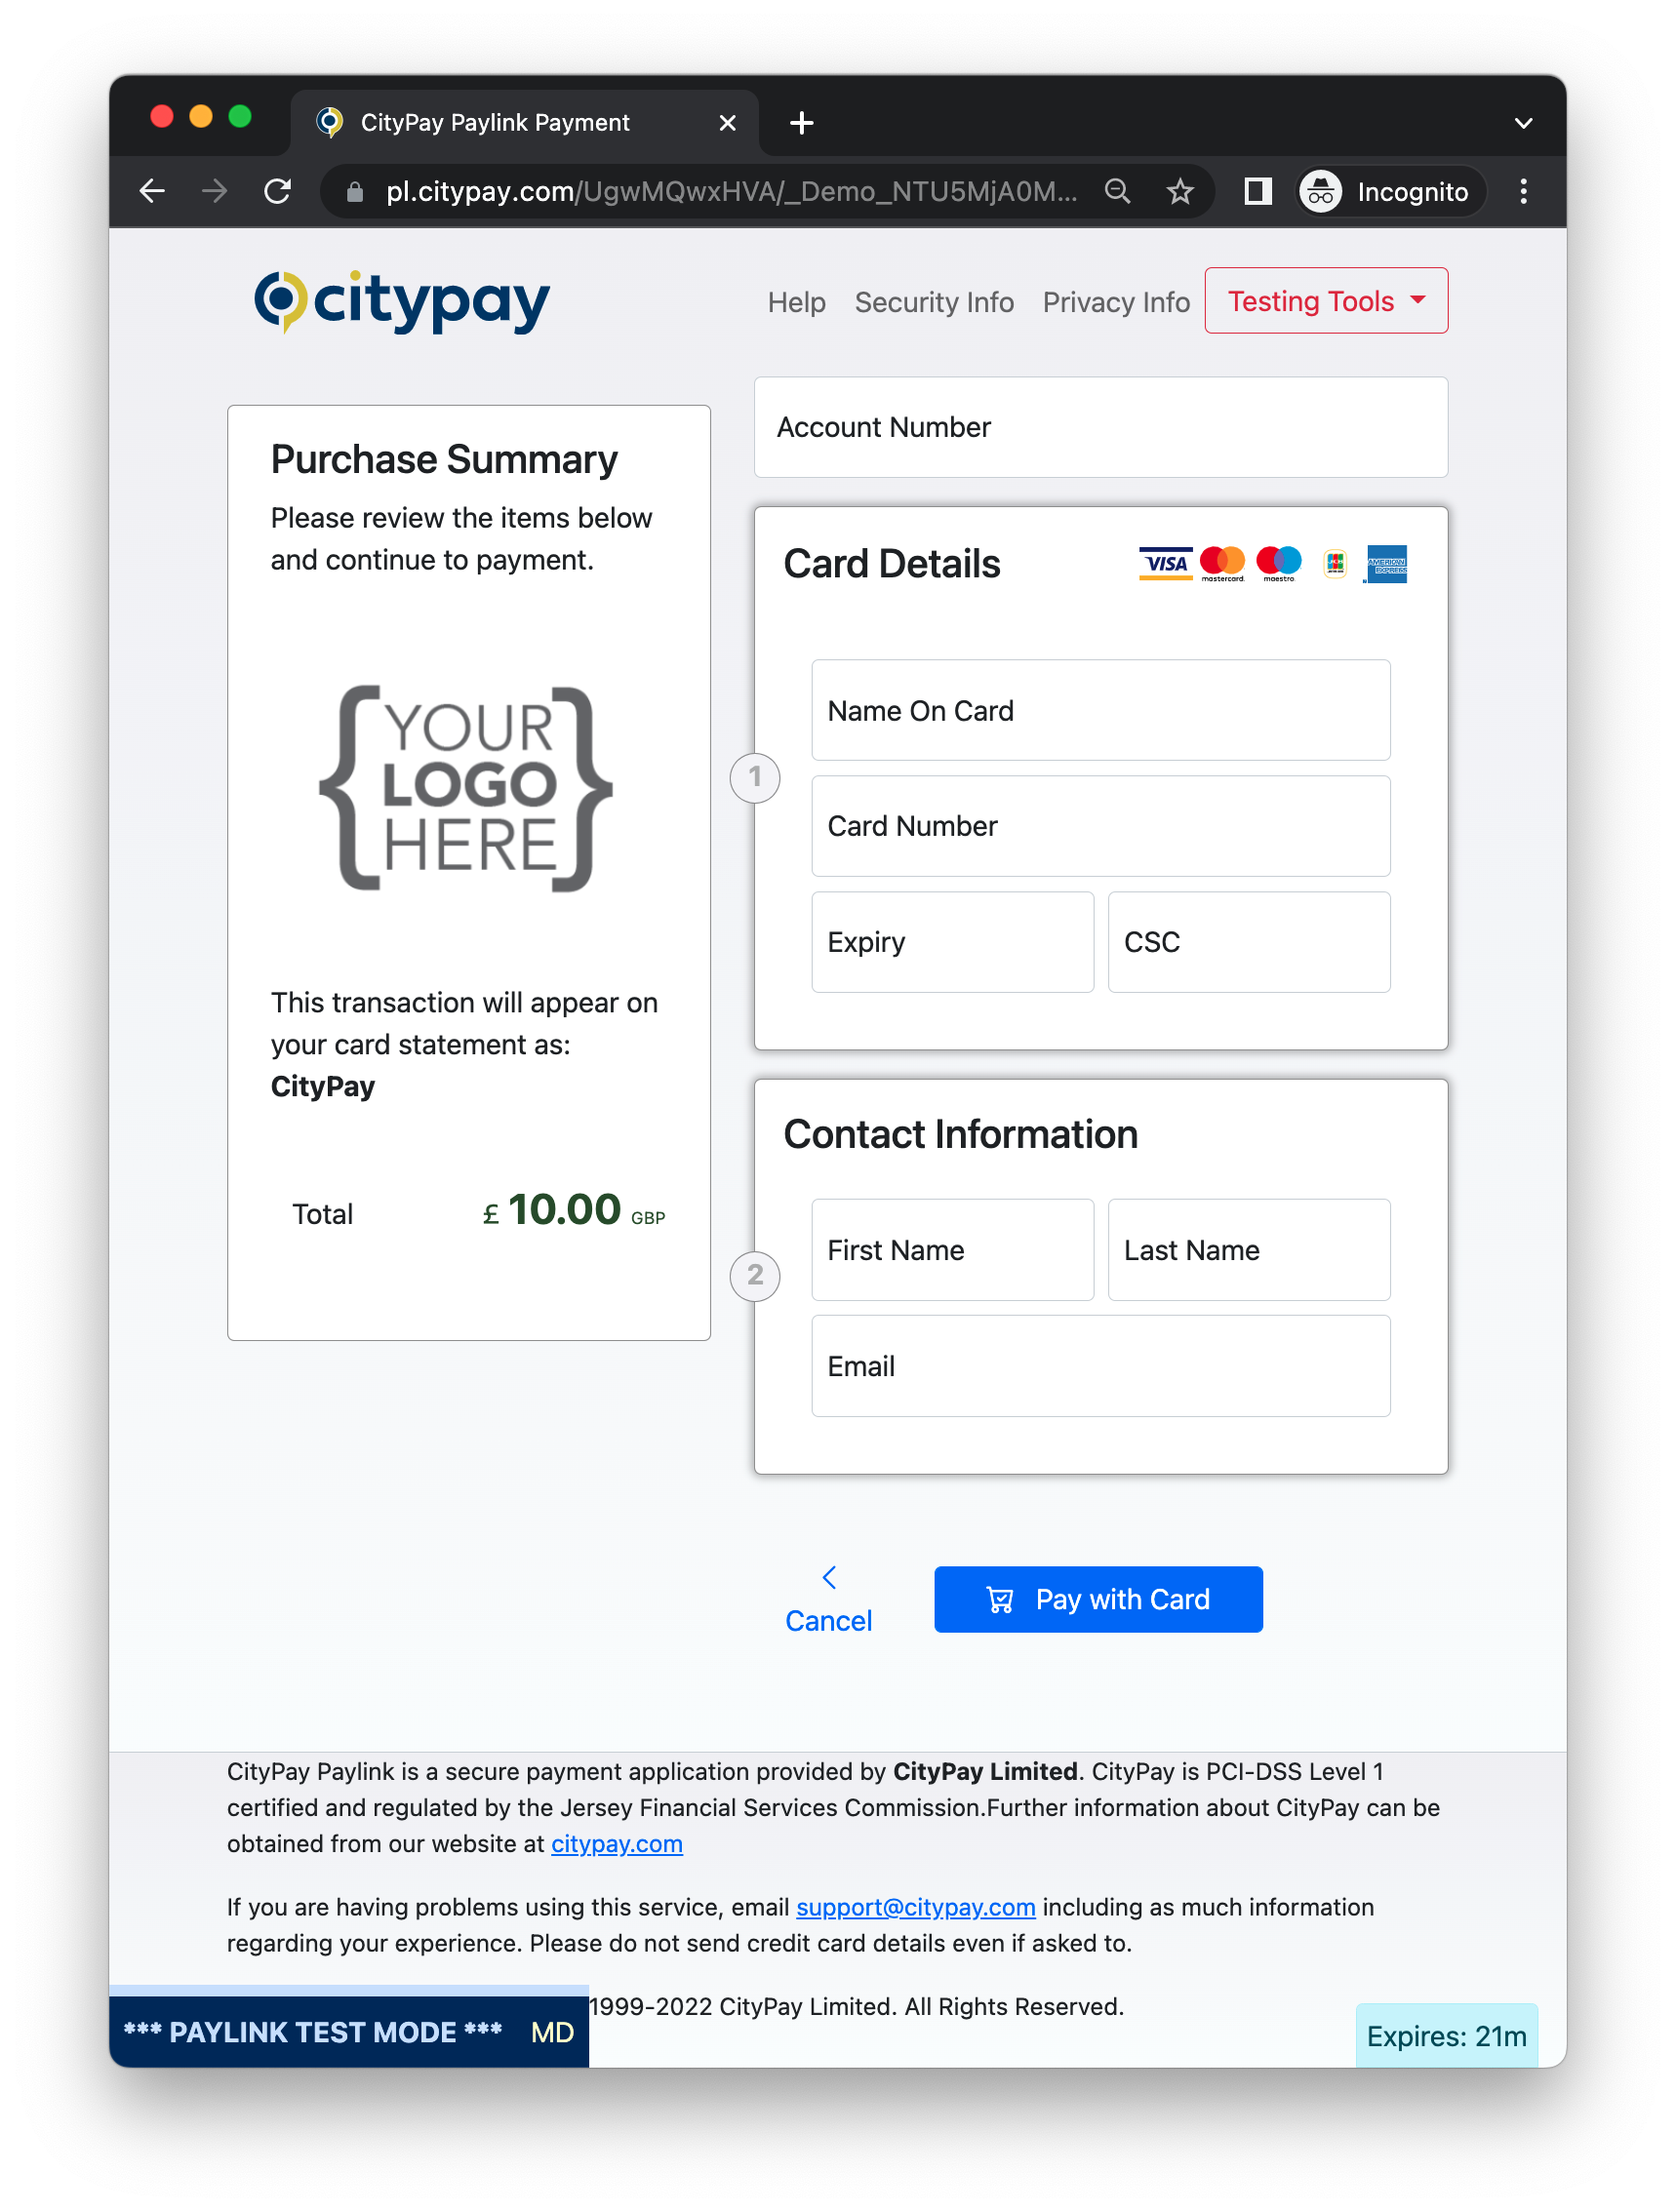 CityPay Paylink Payment
pl.citypay.com/UgwMQwxHVA/_Demo_NTU5MjA0M...
Incognito
citypay
Help
Security Info
Privacy Info
Testing Tools
Purchase Summary
Please review the items below
and continue to payment.
{YOUR
LOGO
HERE}
This transaction will appear on
your card statement as:
CityPay
Total
£ 10.00 GBP
Account Number
Card Details
VISA
mastercard.
maestro.
JCB
AMERICAN
EXPRESS
1
Name On Card
Card Number
Expiry
CSC
Contact Information
2
First Name
Last Name
Email
Cancel
Pay with Card
CityPay Paylink is a secure payment application provided by CityPay Limited. CityPay is PCI-DSS Level 1
certified and regulated by the Jersey Financial Services Commission.Further information about CityPay can be
obtained from our website at citypay.com
If you are having problems using this service, email support@citypay.com including as much information
regarding your experience. Please do not send credit card details even if asked to.
1999-2022 CityPay Limited. All Rights Reserved.
*** PAYLINK TEST MODE *** MD
Expires: 21m